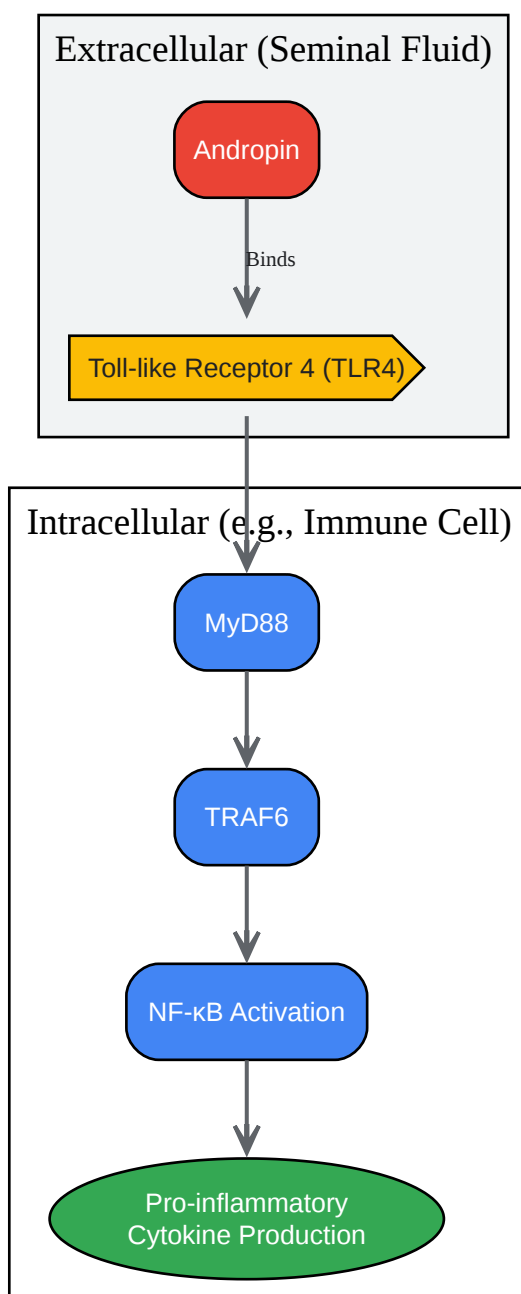 Extracellular (Seminal Fluid)
Andropin
Binds
Toll-like Receptor 4 (TLR4)
Intracellular (e.g., Immune Cell)
MyD88
TRAF6
NF-κB Activation
Pro-inflammatory
Cytokine Production